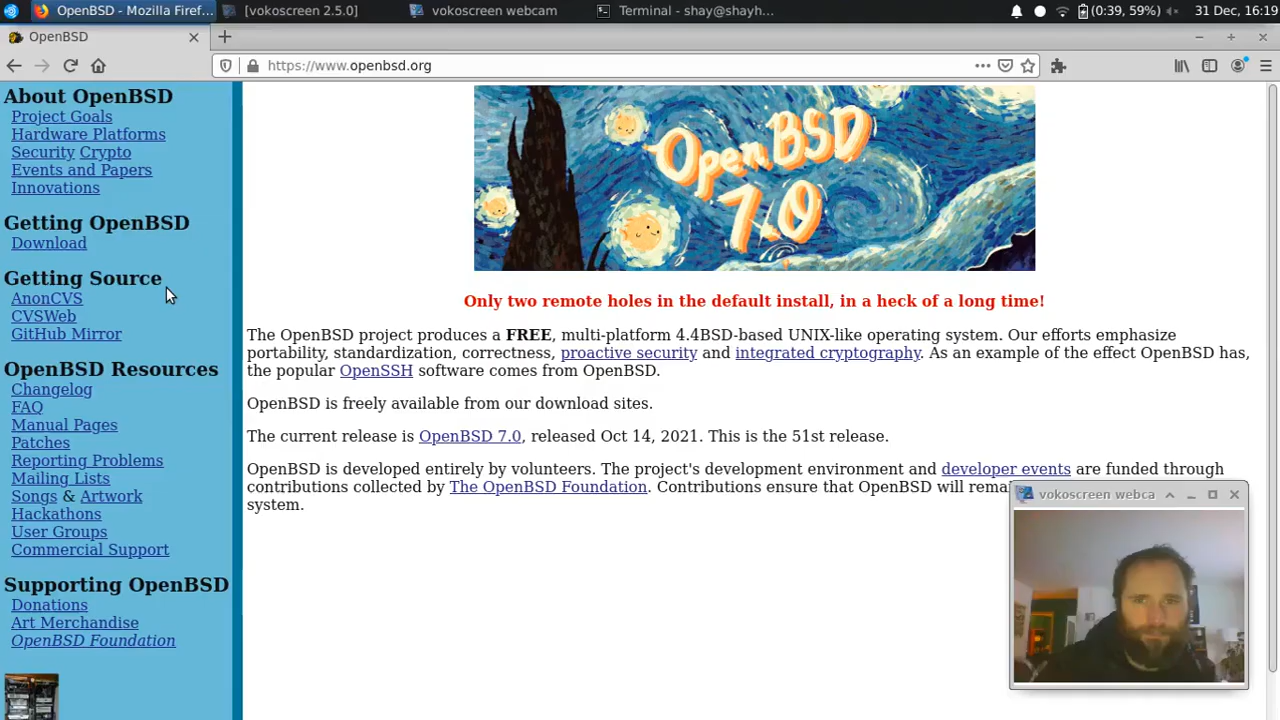 OpenBSD - Mozilla Firef...
[vokoscreen 2.5.0]
vokoscreen webcam
Terminal - shay@shayh...
(0:39, 59%)
31 Dec, 16:19
OpenBSD
https://www.openbsd.org
About OpenBSD
Project Goals
Hardware Platforms
Security Crypto
Events and Papers
Innovations
Getting OpenBSD
Download
Getting Source
AnonCVS
CVSWeb
GitHub Mirror
OpenBSD Resources
Changelog
FAQ
Manual Pages
Patches
Reporting Problems
Mailing Lists
Songs & Artwork
Hackathons
User Groups
Commercial Support
Supporting OpenBSD
Donations
Art Merchandise
OpenBSD Foundation
OpenBSD
7.0
Only two remote holes in the default install, in a heck of a long time!
The OpenBSD project produces a FREE, multi-platform 4.4BSD-based UNIX-like operating system. Our efforts emphasize
portability, standardization, correctness, proactive security and integrated cryptography. As an example of the effect OpenBSD has,
the popular OpenSSH software comes from OpenBSD.
OpenBSD is freely available from our download sites.
The current release is OpenBSD 7.0, released Oct 14, 2021. This is the 51st release.
OpenBSD is developed entirely by volunteers. The project's development environment and developer events are funded through
contributions collected by The OpenBSD Foundation. Contributions ensure that OpenBSD will
system.
vokoscreen webca